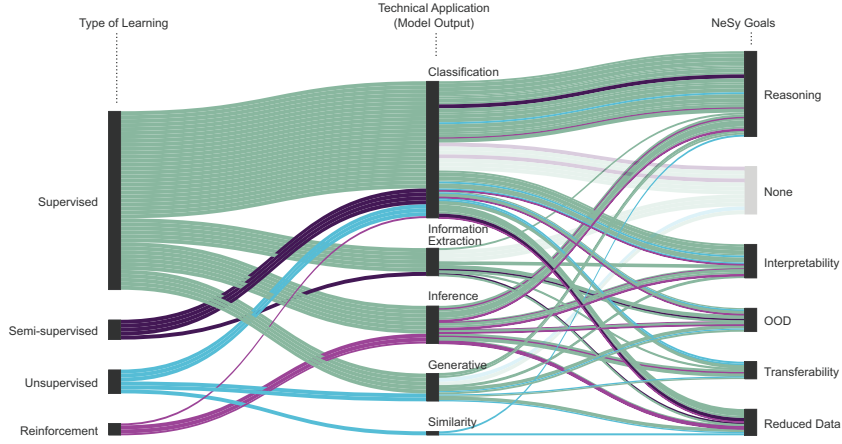 Type of Learning
Technical Application
(Model Output)
NeSy Goals
Supervised
Semi-supervised
Unsupervised
Reinforcement
Classification
Information
Extraction
Inference
Generative
Similarity
Reasoning
None
Interpretability
OOD
Transferability
Reduced Data